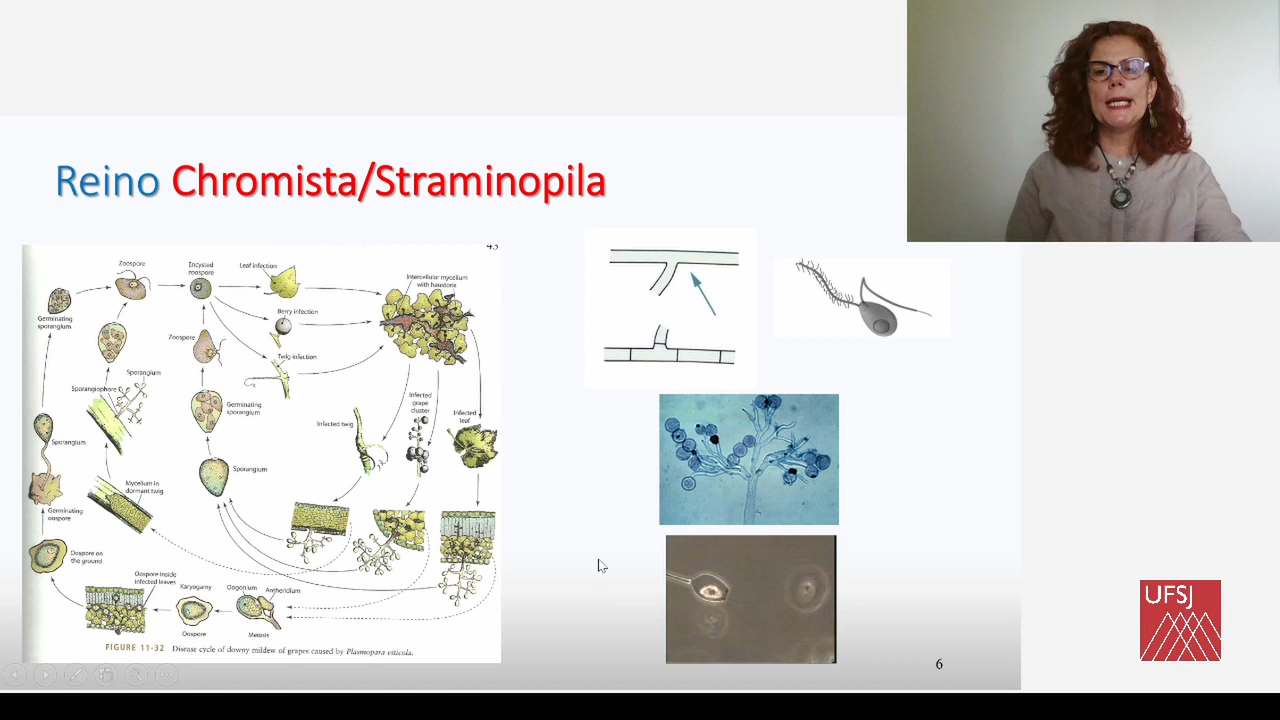 Reino Chromista/Straminopila
Zoospore
Encysted
zoospore
Leaf infection
Intercellular mycelium
with haustoria
Germinating
sporangium
Berry infection
Zoospore
Twig infection
Sporangium
Sporangiophore
Germinating
sporangium
Infected
grape
cluster
Infected twig
Infected
leaf
Sporangium
Sporangium
Mycelium in
dormant twig
Germinating
oospore
Oospore on
the ground
Oospore inside
infected leaves
Karyogamy
Oogonium
Antheridium
Oospore
Meiosis
FIGURE 11-32 Disease cycle of downy mildew of grapes caused by Plasmopara viticola.
6
UFSJ